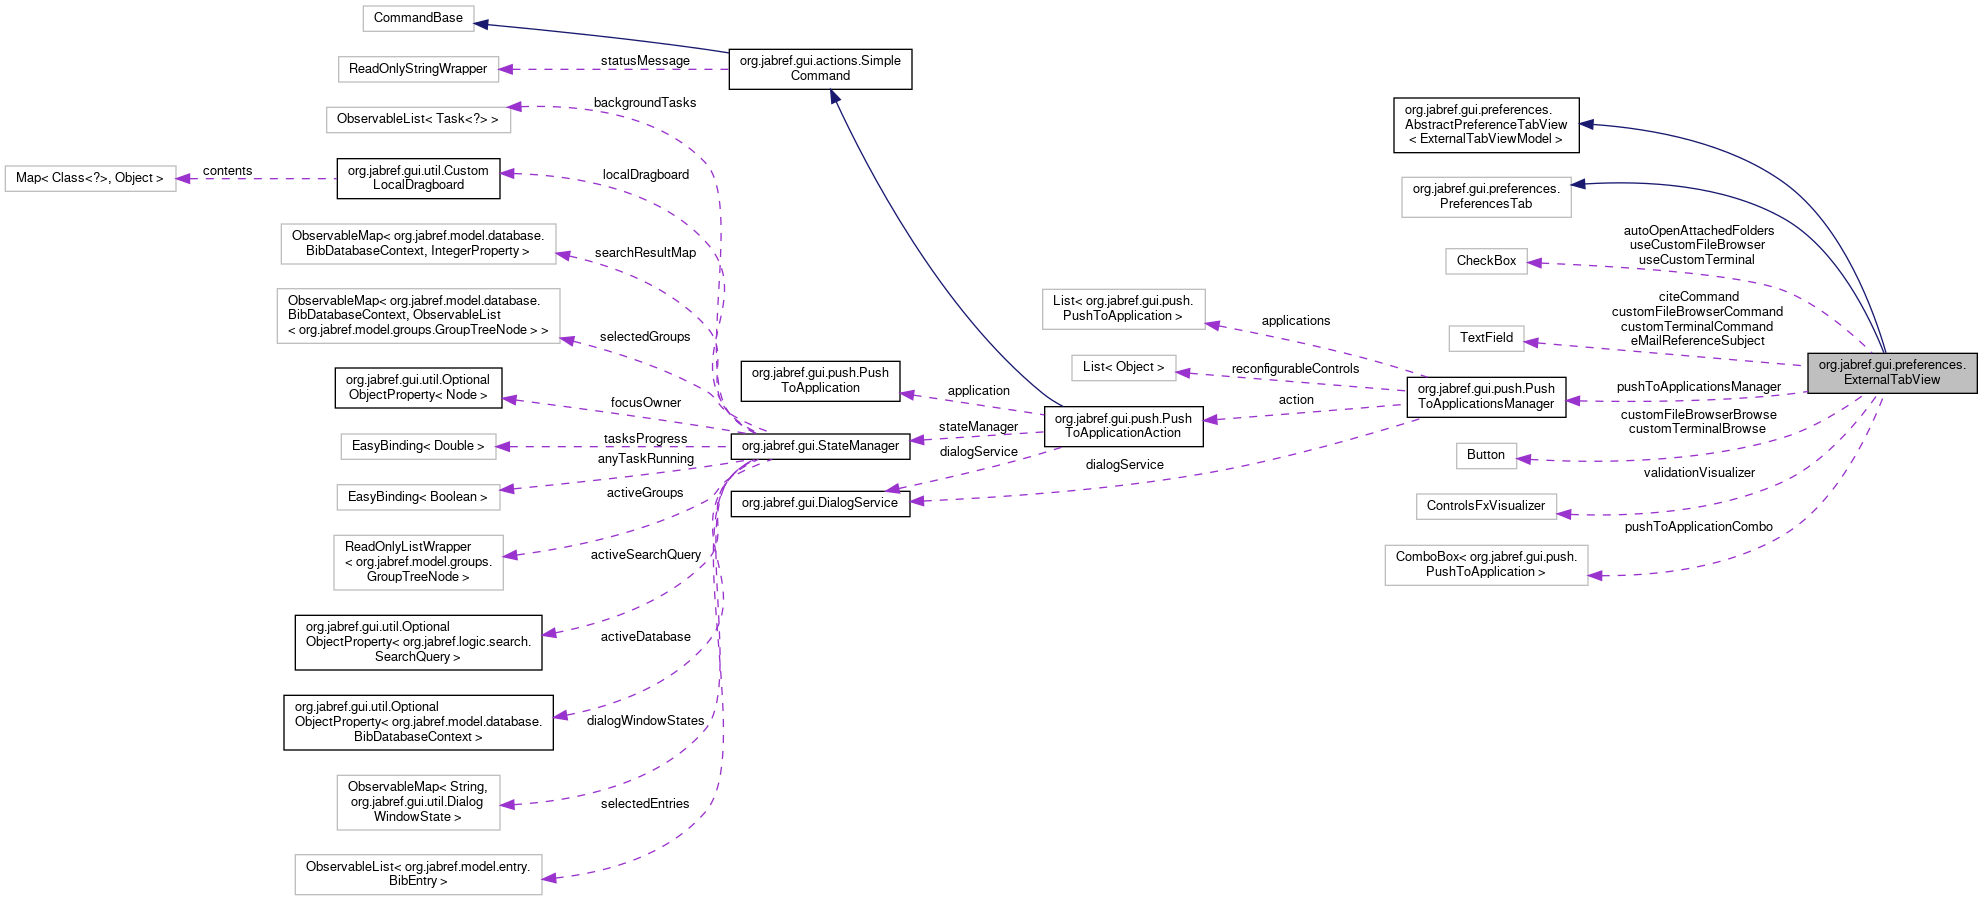 CommandBase
ReadOnlyStringWrapper
ObservableList< Task<?> >
Map< Class<?>, Object >
contents
org.jabref.gui.util.Custom
LocalDragboard
ObservableMap< org.jabref.model.database.
BibDatabaseContext, IntegerProperty >
ObservableMap< org.jabref.model.database.
BibDatabaseContext, ObservableList
< org.jabref.model.groups.GroupTreeNode > >
org.jabref.gui.util.Optional
ObjectProperty< Node >
EasyBinding< Double >
EasyBinding< Boolean >
ReadOnlyListWrapper
< org.jabref.model.groups.
GroupTreeNode >
org.jabref.gui.util.Optional
ObjectProperty< org.jabref.logic.search.
SearchQuery >
org.jabref.gui.util.Optional
ObjectProperty< org.jabref.model.database.
BibDatabaseContext >
ObservableMap< String,
org.jabref.gui.util.Dialog
WindowState >
ObservableList< org.jabref.model.entry.
BibEntry >
statusMessage
backgroundTasks
localDragboard
searchResultMap
selectedGroups
focusOwner
tasksProgress
anyTaskRunning
activeGroups
activeSearchQuery
activeDatabase
dialogWindowStates
selectedEntries
org.jabref.gui.actions.Simple
Command
org.jabref.gui.push.Push
ToApplication
org.jabref.gui.StateManager
org.jabref.gui.DialogService
application
stateManager
dialogService
org.jabref.gui.push.Push
ToApplicationAction
List< org.jabref.gui.push.
PushToApplication >
List< Object >
applications
reconfigurableControls
action
dialogService
org.jabref.gui.push.Push
ToApplicationsManager
org.jabref.gui.preferences.
AbstractPreferenceTabView
< ExternalTabViewModel >
org.jabref.gui.preferences.
PreferencesTab
CheckBox
TextField
Button
ControlsFxVisualizer
ComboBox< org.jabref.gui.push.
PushToApplication >
autoOpenAttachedFolders
useCustomFileBrowser
useCustomTerminal
citeCommand
customFileBrowserCommand
customTerminalCommand
eMailReferenceSubject
pushToApplicationsManager
customFileBrowserBrowse
customTerminalBrowse
validationVisualizer
pushToApplicationCombo
org.jabref.gui.preferences.
ExternalTabView